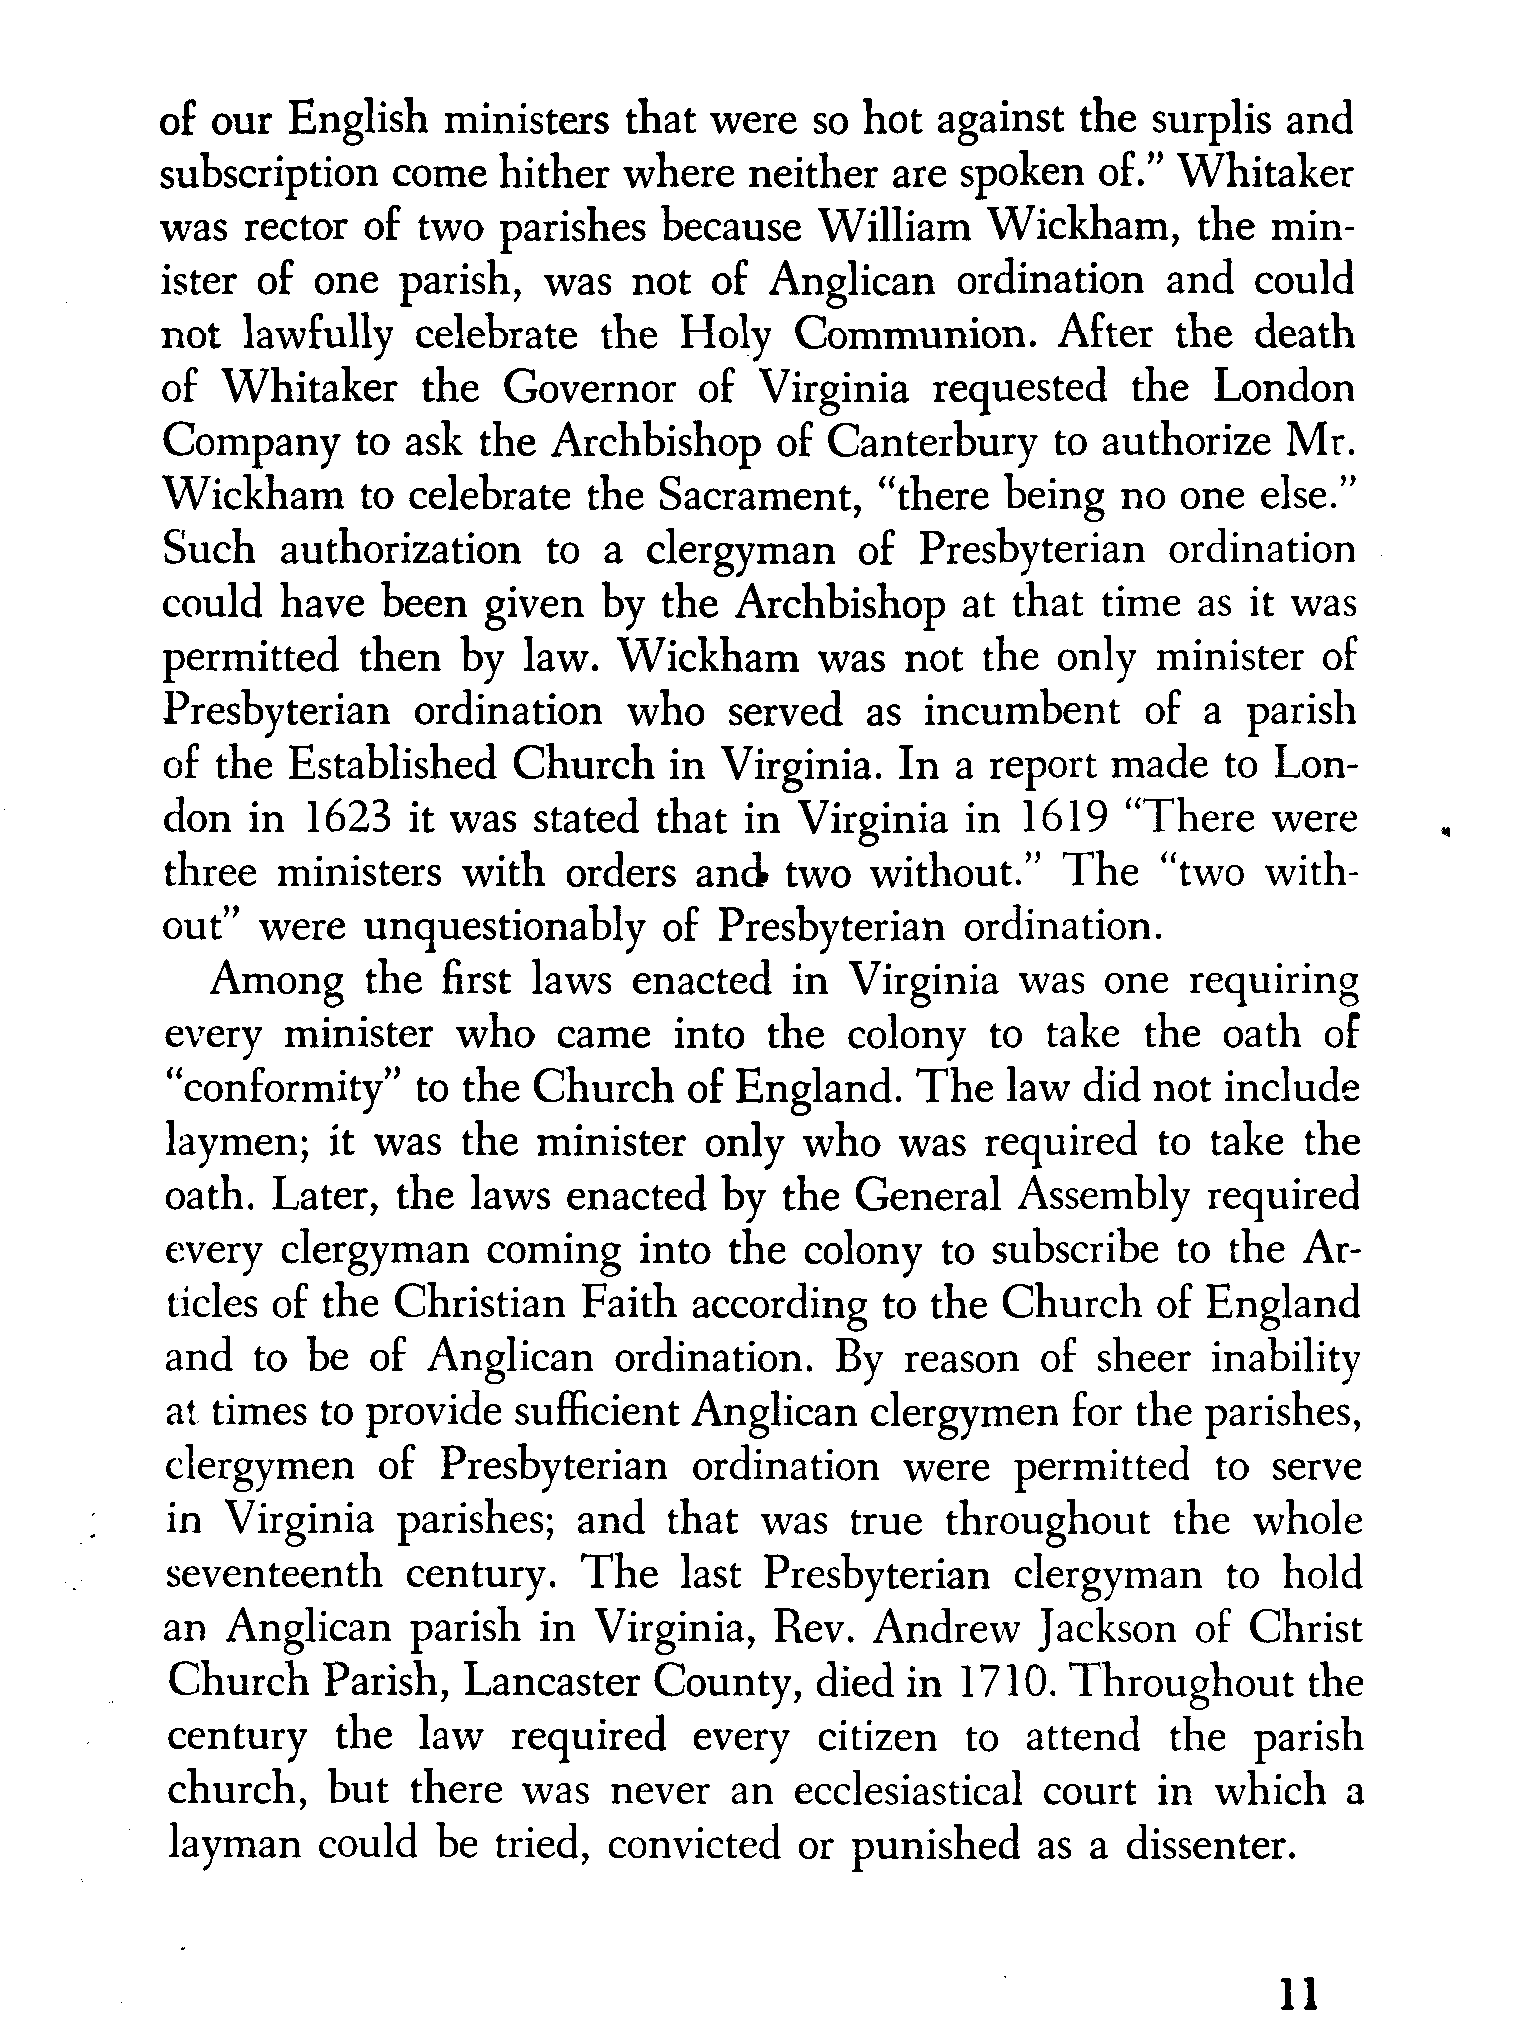 of our English ministers that were so hot against the surplis and
subscription come hither where neither are spoken of.” Whitaker
was rector of two parishes because William Wickham, the min-
ister of one parish, was not of Anglican ordination and could
not lawfully celebrate the Holy Communion. After the death
of Whitaker the Governor of Virginia requested the London
Company to ask the Archbishop of Canterbury to authorize Mr.
Wickham to celebrate the Sacrament, “there being no one else.”
Such authorization to a clergyman of Presbyterian ordination
could have been given by the Archbishop at that time as it was
permitted then by law. Wickham was not the only minister of
Presbyterian ordination who served as incumbent of a parish
of the Established Church in Virginia. In a report made to Lon-
don in 1623 it was stated that in Virginia in 1619 “There were
three ministers with orders and two without.” The “two with-
out” were unquestionably of Presbyterian ordination.
Among the first laws enacted in Virginia was one requiring
every minister who came into the colony to take the oath of
“conformity” to the Church of England. The law did not include
laymen; it was the minister only who was required to take the
oath. Later, the laws enacted by the General Assembly required
every clergyman coming into the colony to subscribe to the Ar-
ticles of the Christian Faith according to the Church of England
and to be of Anglican ordination. By reason of sheer inability
at times to provide sufficient Anglican clergymen for the parishes,
clergymen of Presbyterian ordination were permitted to serve
in Virginia parishes; and that was true throughout the whole
seventeenth century. The last Presbyterian clergyman to hold
an Anglican parish in Virginia, Rev. Andrew Jackson of Christ
Church Parish, Lancaster County, died in 1710. Throughout the
century the law required every citizen to attend the parish
church, but there was never an ecclesiastical court in which a
layman could be tried, convicted or punished as a dissenter.
11